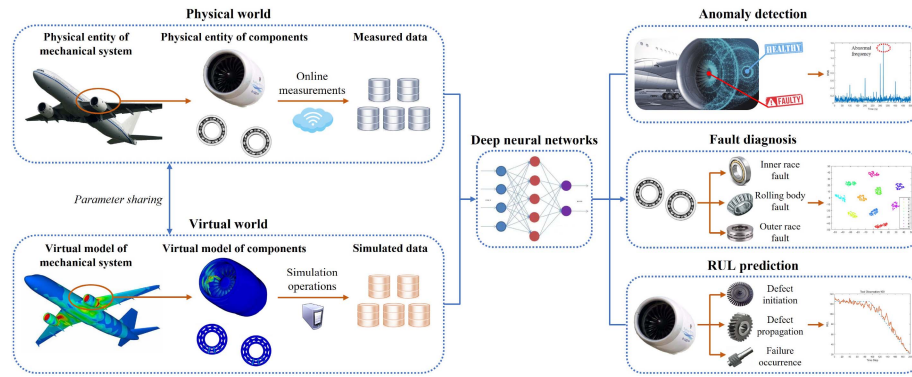 Physical world
Physical entity of
mechanical system
Physical entity of components
Measured data
Online
measurements
Parameter sharing
Virtual world
Virtual model of
mechanical system
Virtual model of components
Simulated data
Simulation
operations
Deep neural networks
Anomaly detection
HEALTHY
FAULTY
Abnormal
frequency
Fault diagnosis
Inner race
fault
Rolling body
fault
Outer race
fault
RUL prediction
Defect
initiation
Defect
propagation
Failure
occurrence